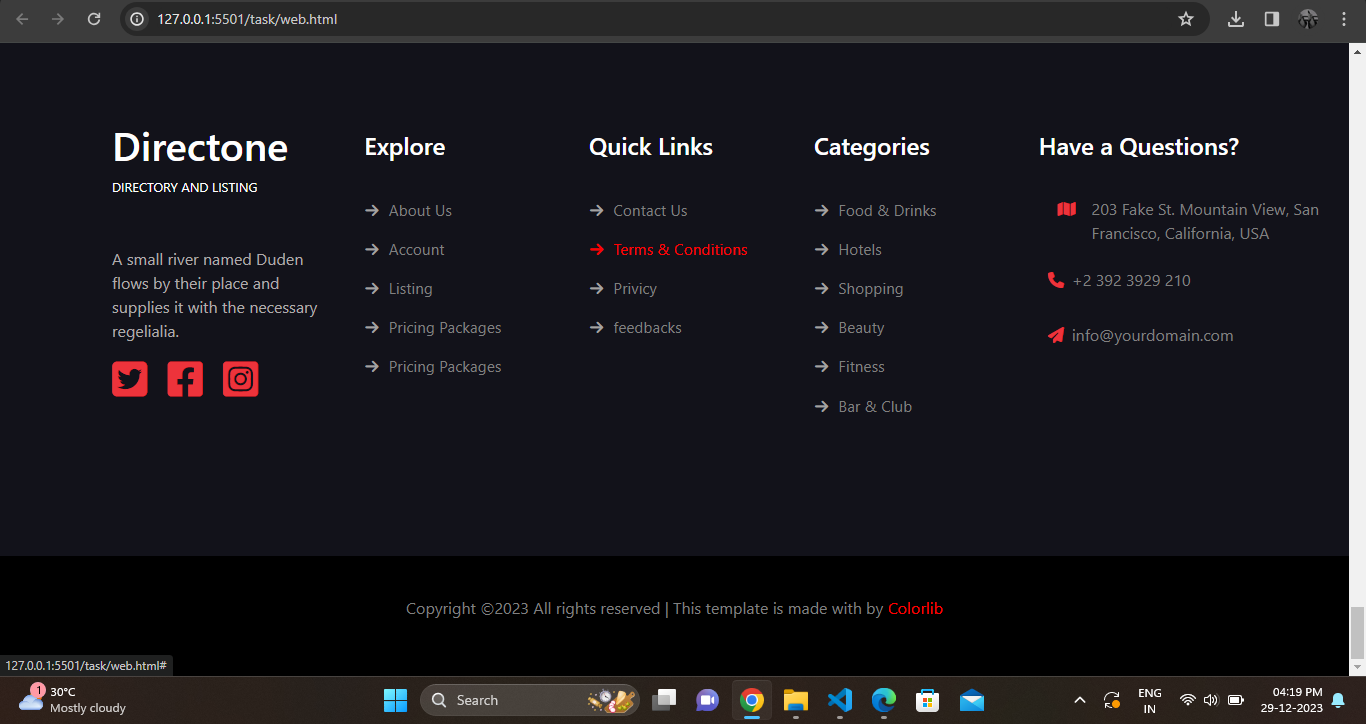 127.0.0.1:5501/task/web.html
Directone
DIRECTORY AND LISTING
A small river named Duden
flows by their place and
supplies it with the necessary
regelialia.
Explore
About Us
Account
Listing
Pricing Packages
Pricing Packages
Quick Links
Contact Us
Terms & Conditions
Privicy
feedbacks
Categories
Food & Drinks
Hotels
Shopping
Beauty
Fitness
Bar & Club
Have a Questions?
203 Fake St. Mountain View, San
Francisco, California, USA
+2 392 3929 210
info@yourdomain.com
Copyright ©2023 All rights reserved | This template is made with by Colorlib
127.0.0.1:5501/task/web.html#
1
30°C
Mostly cloudy
Search
ENG
IN
04:19 PM
29-12-2023